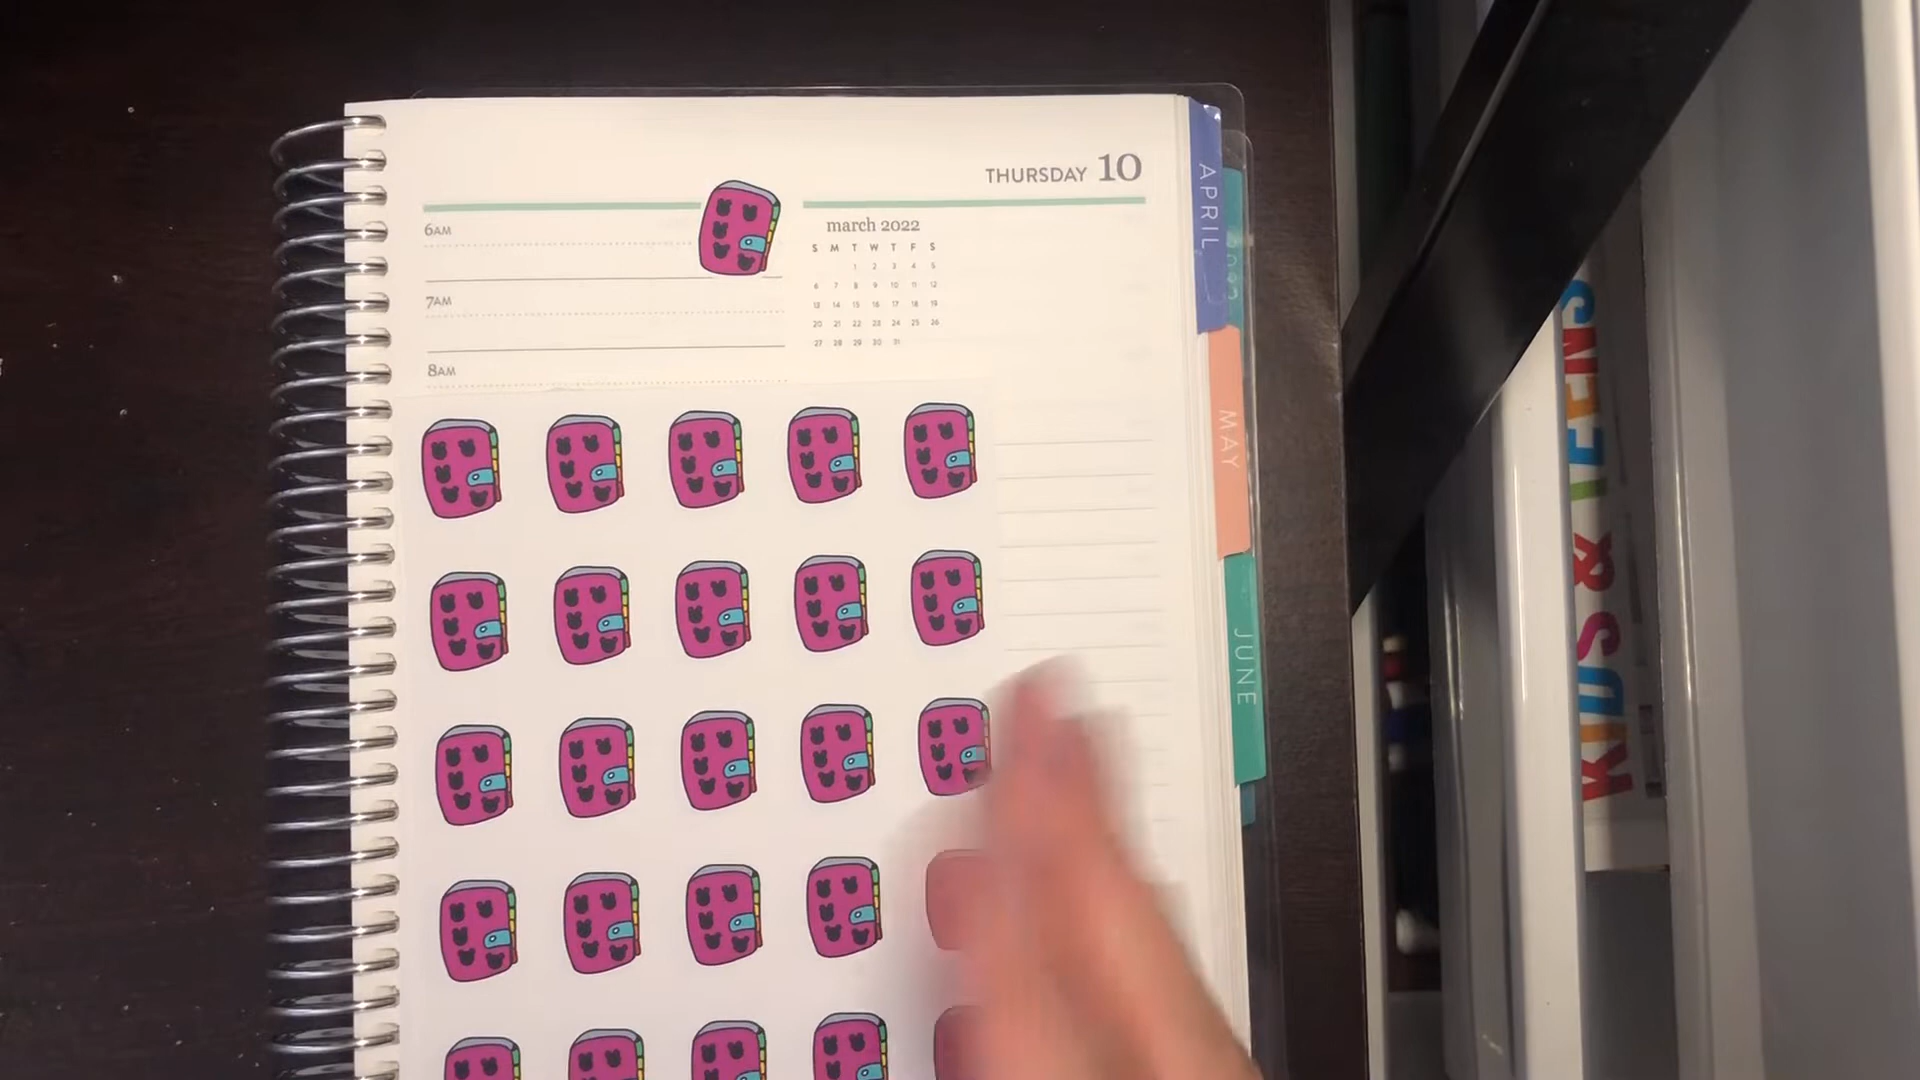 THURSDAY 10
6AM
march 2022
S M T W T F S
1 2 3 4 5
6 7 8 9 10 11 12
7AM
13 14 15 16 17 18 19
20 21 22 23 24 25 26
27 28 29 30 31
8AM
APRIL
MAY
JUNE
KIDS & TEENS